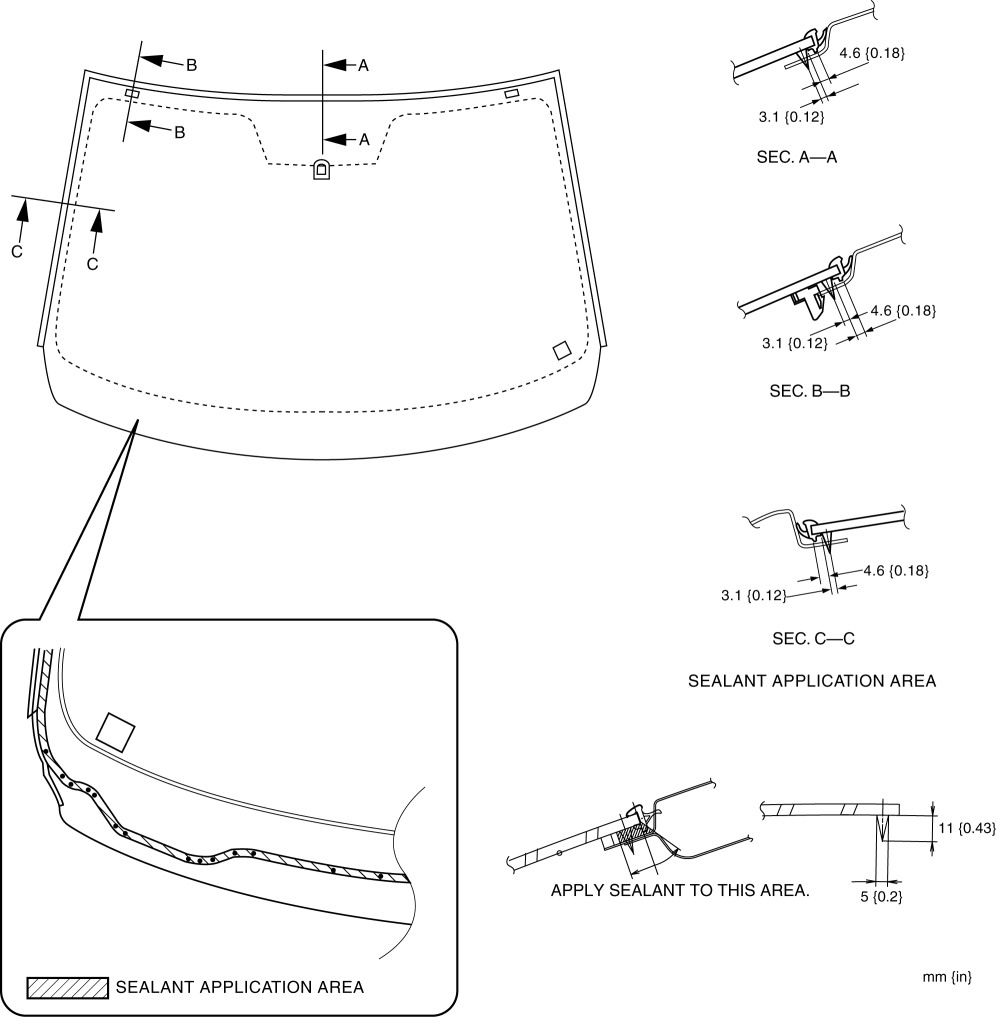 B
A
4.6 {0.18}
B
A
3.1 {0.12}
SEC. A—A
C
C
4.6 {0.18}
3.1 {0.12}
SEC. B—B
4.6 {0.18}
3.1 {0.12}
SEC. C—C
SEALANT APPLICATION AREA
11 {0.43}
APPLY SEALANT TO THIS AREA.
5 {0.2}
SEALANT APPLICATION AREA
mm {in}